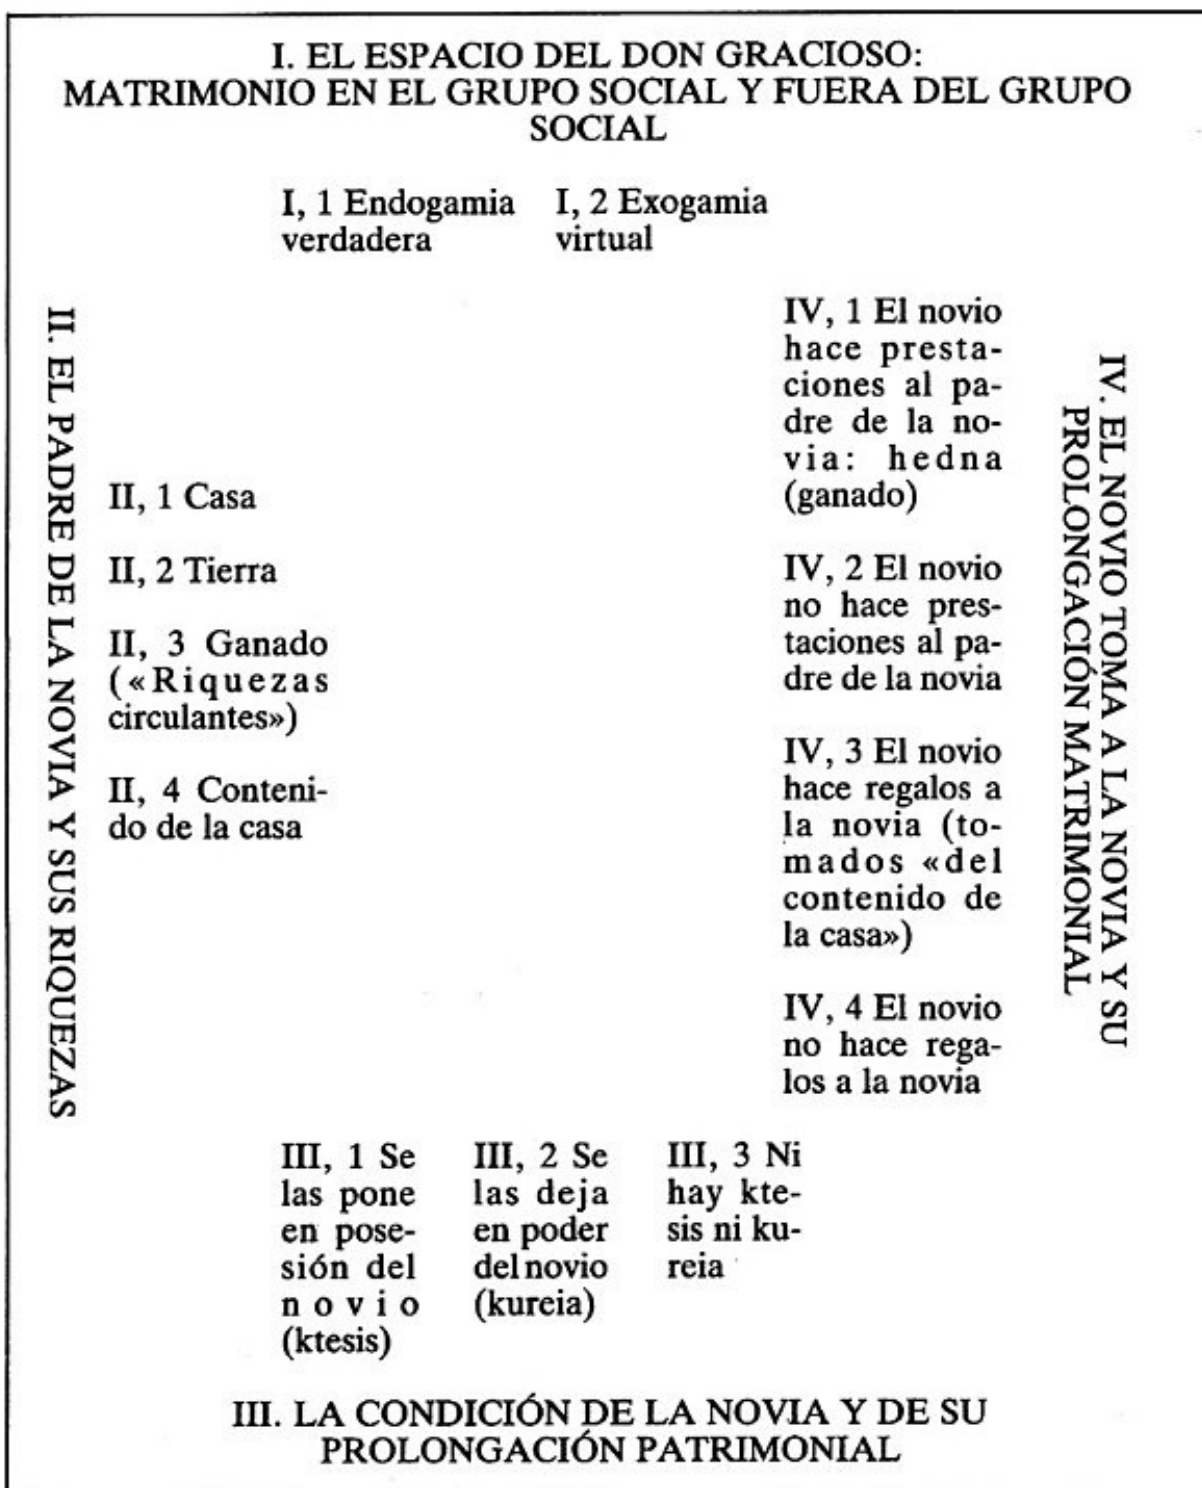 I. EL ESPACIO DEL DON GRACIOSO:
MATRIMONIO EN EL GRUPO SOCIAL Y FUERA DEL GRUPO
SOCIAL
I, 1 Endogamia
verdadera
I, 2 Exogamia
virtual
II. EL PADRE DE LA NOVIA Y SUS RIQUEZAS
II, 1 Casa
II, 2 Tierra
II, 3 Ganado
(«Riquezas
circulantes»)
II, 4 Conteni-
do de la casa
IV, 1 El novio
hace presta-
ciones al pa-
dre de la no-
via: hedna
(ganado)
IV, 2 El novio
no hace pres-
taciones al pa-
dre de la novia
IV, 3 El novio
hace regalos a
la novia (to-
mados «del
contenido de
la casa»)
IV, 4 El novio
no hace rega-
los a la novia
IV. EL NOVIO TOMA A LA NOVIA Y SU
PROLONGACIÓN MATRIMONIAL
III, 1 Se
las pone
en pose-
sión del
novio
(ktesis)
III, 2 Se
las deja
en poder
del novio
(kureia)
III, 3 Ni
hay kte-
sis ni ku-
reia
III. LA CONDICIÓN DE LA NOVIA Y DE SU
PROLONGACIÓN PATRIMONIAL